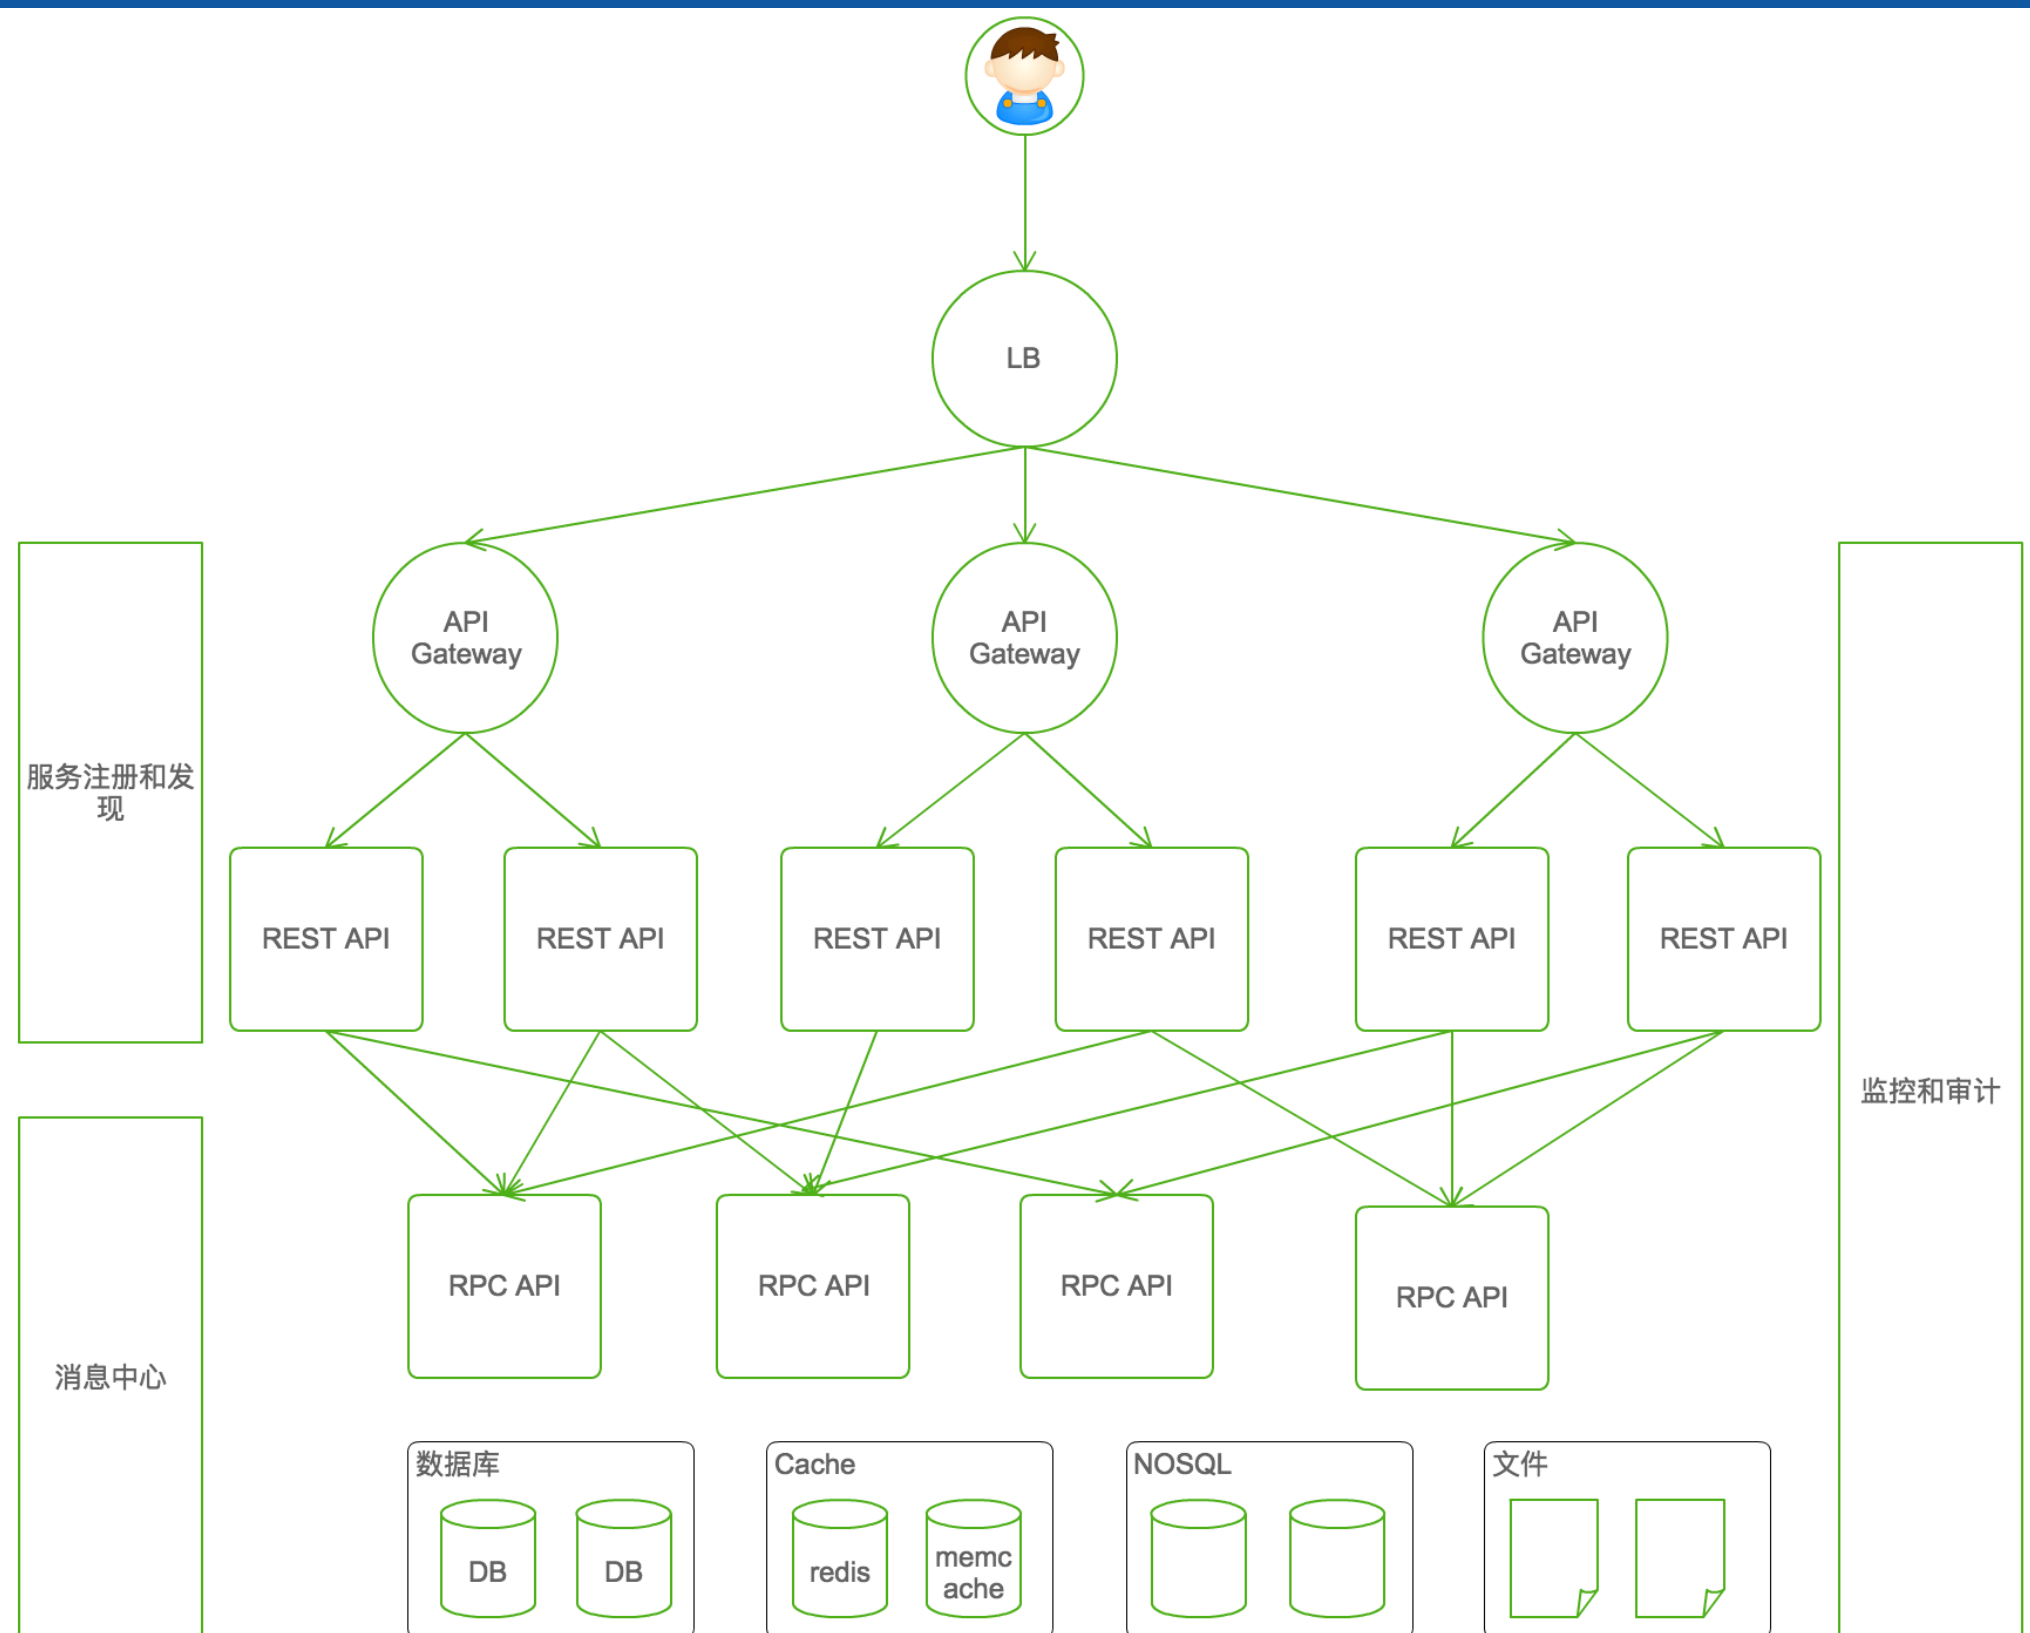 LB
API
Gateway
API
Gateway
API
Gateway
服务注册和发
现
REST API
REST API
REST API
REST API
REST API
REST API
监控和审计
RPC API
RPC API
RPC API
RPC API
消息中心
数据库
Cache
NOSQL
文件
DB
DB
redis
memc
ache